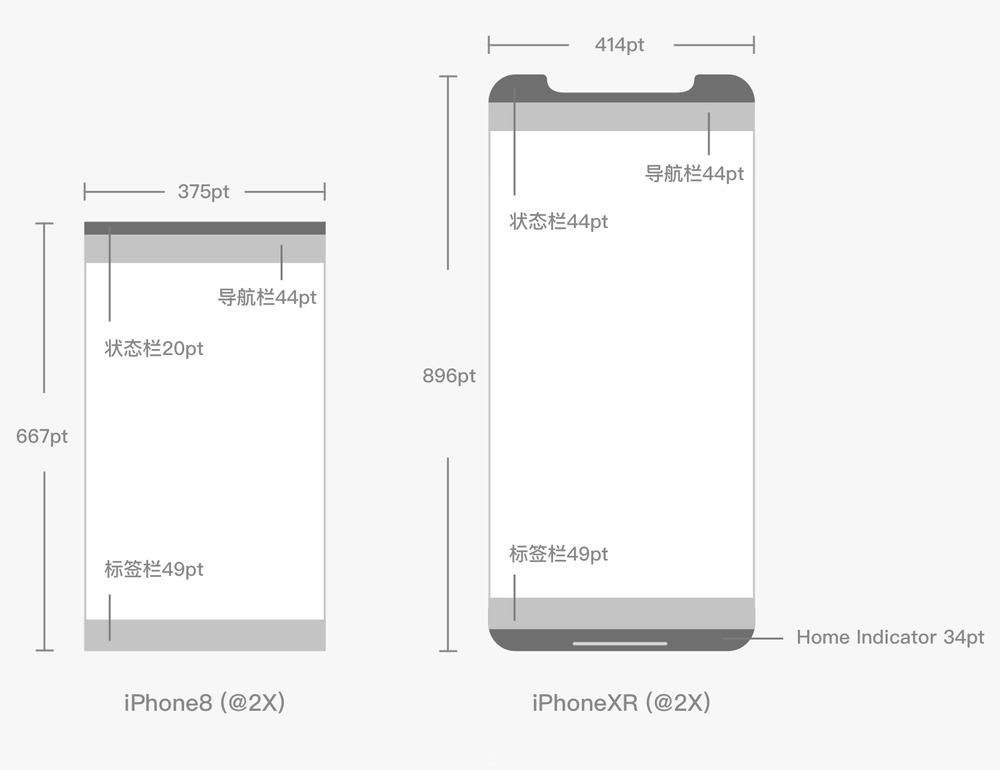 375pt
导航栏44pt
状态栏20pt
667pt
标签栏49pt
iPhone8 (@2X)
414pt
导航栏44pt
状态栏44pt
896pt
标签栏49pt
Home Indicator 34pt
iPhoneXR (@2X)